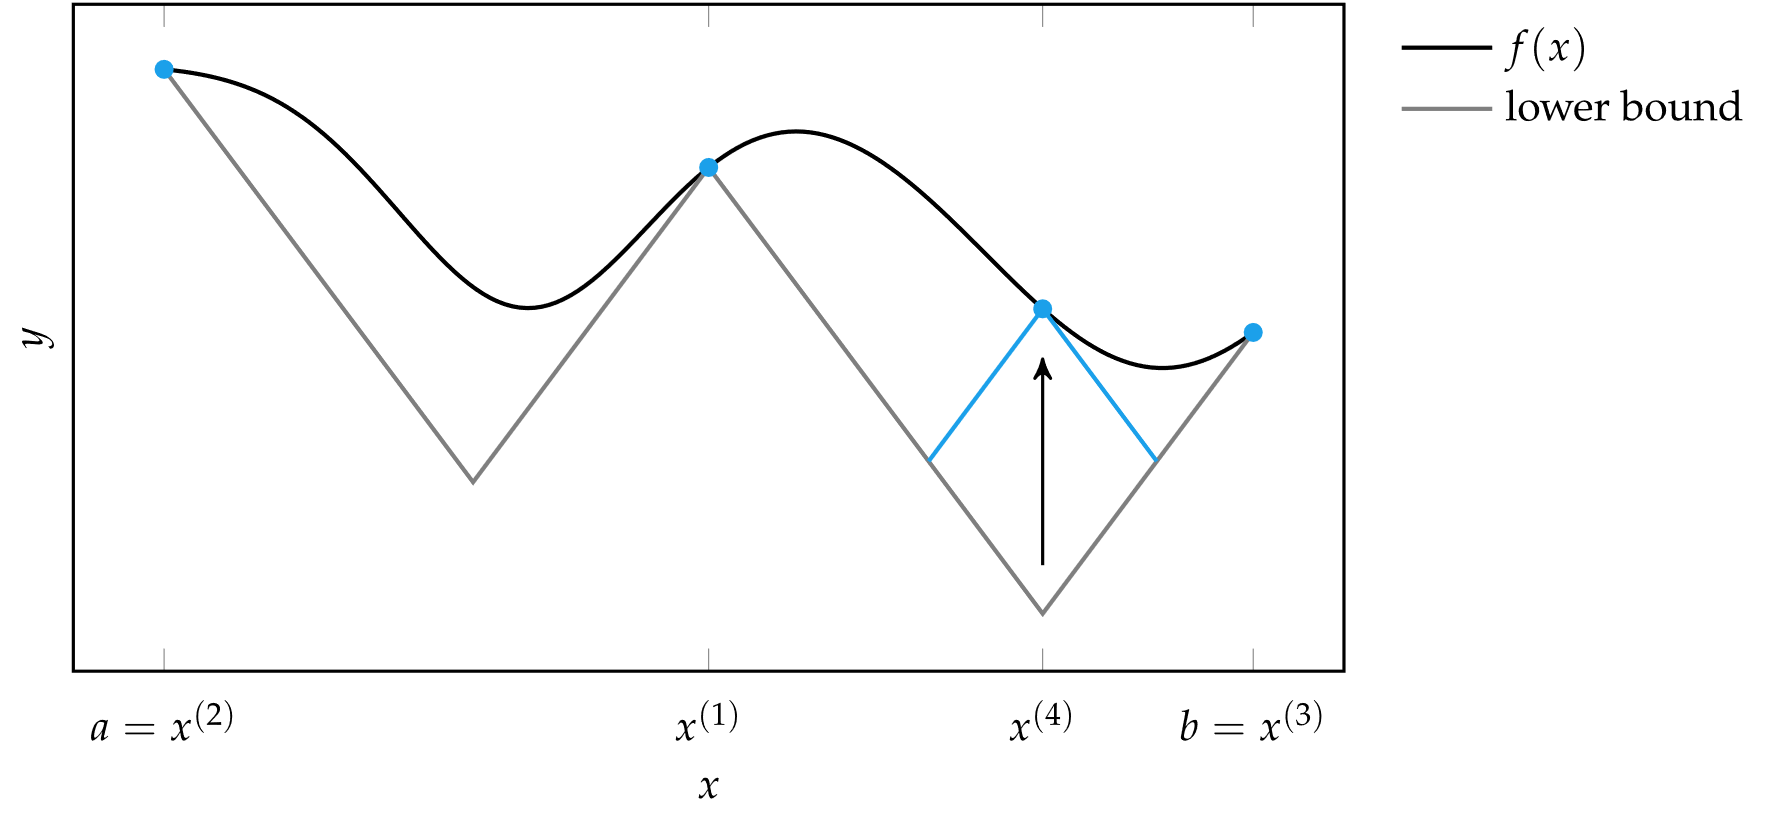 f(x)
lower bound
y
a = x⁽²⁾
x⁽¹⁾
x⁽⁴⁾
b = x⁽³⁾
x